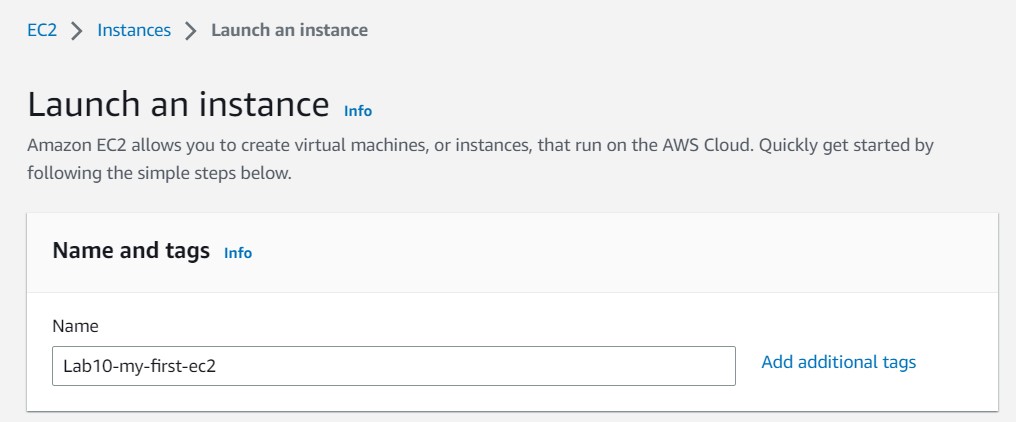 EC2 > Instances > Launch an instance
Launch an instance Info
Amazon EC2 allows you to create virtual machines, or instances, that run on the AWS Cloud. Quickly get started by
following the simple steps below.
Name and tags Info
Name
Lab10-my-first-ec2
Add additional tags